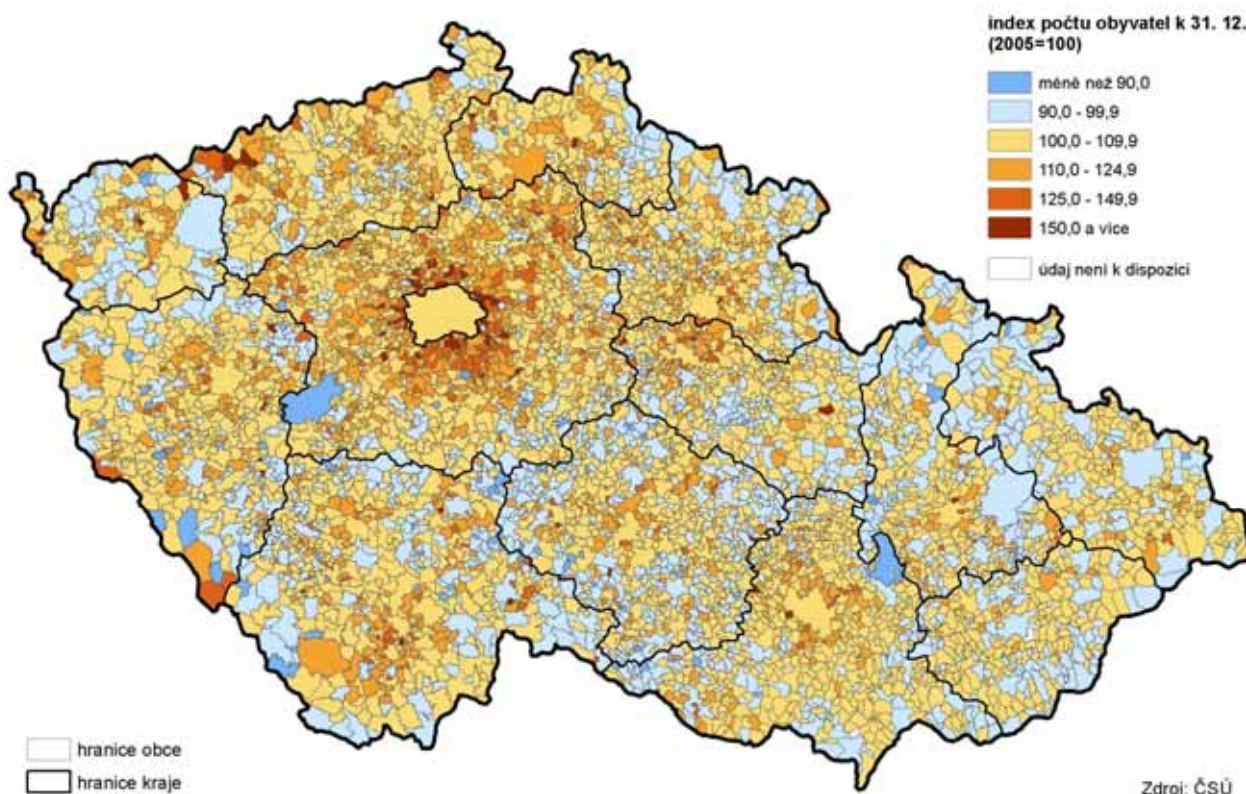 index počtu obyvatel k 31. 12.
(2005=100)
méně než 90,0
90,0 - 99,9
100,0 - 109,9
110,0 - 124,9
125,0 - 149,9
150,0 a více
údaj není k dispozici
hranice obce
hranice kraje
Zdroj: ČSÚ